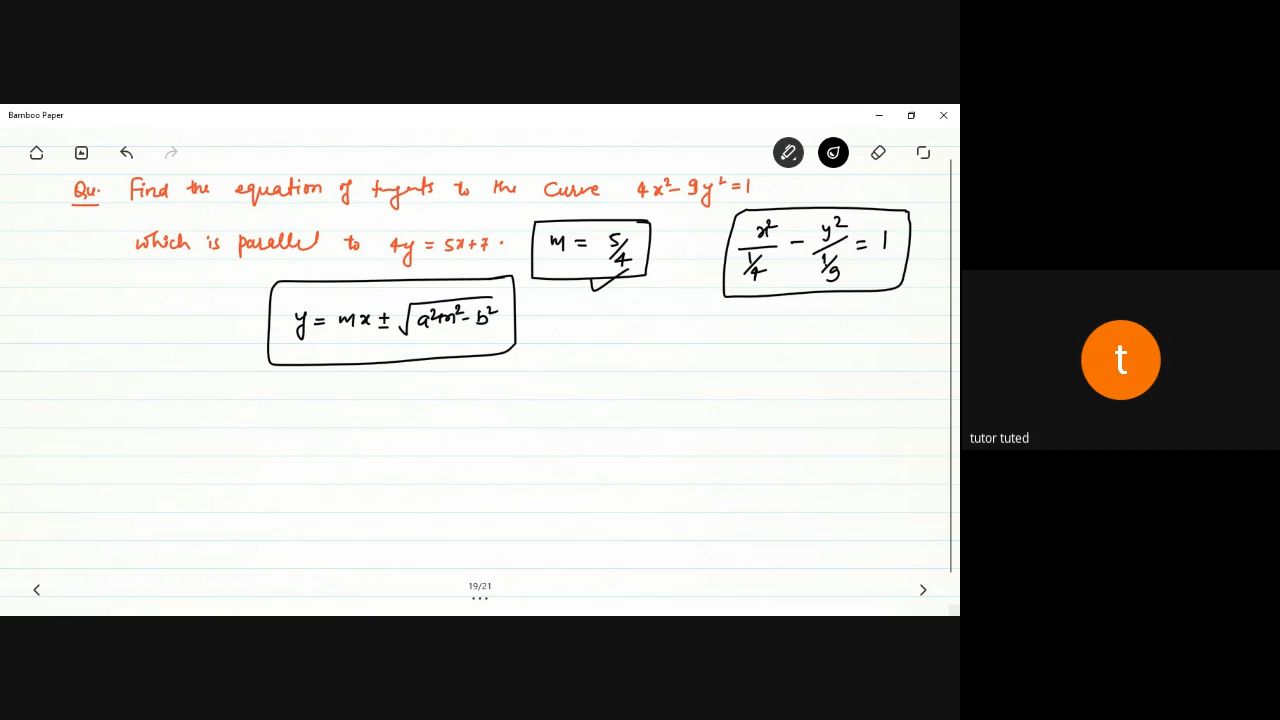 Bamboo Paper
Qu. Find the equation of tngents to the curve 4x² - 9y² = 1
which is parallel to 4y = 5x+7.
m = 5/4
x²/(1/4) - y²/(1/9) = 1
y = mx ± √(a²m² - b²)
19/21
t
tutor tuted